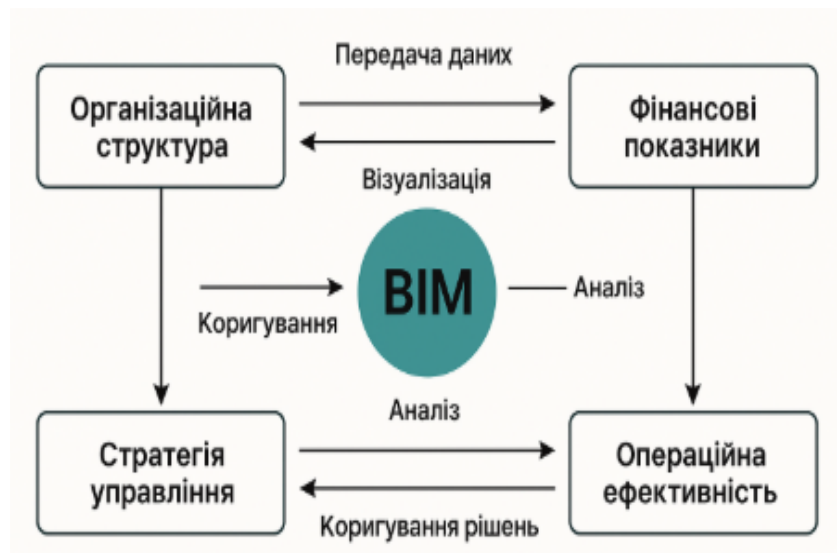 Передача даних
Організаційна
структура
Фінансові
показники
Візуалізація
BIM
Аналіз
Коригування
Аналіз
Стратегія
управління
Операційна
ефективність
Коригування рішень